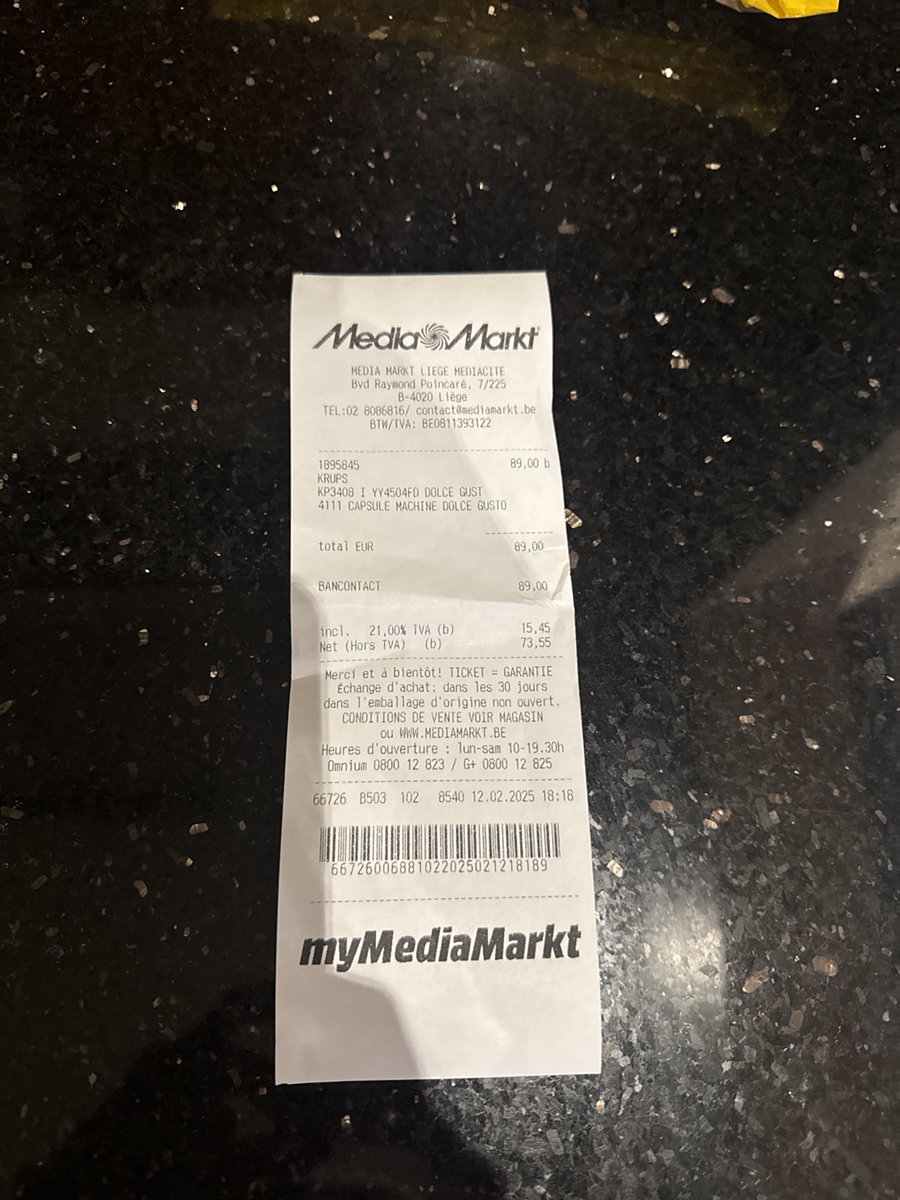 Media Markt
MEDIA MARKT LIEGE MEDIACITE
Bvd Raymond Poincaré, 7/225
B-4020 Liège
TEL:02 8086816/ contact@mediamarkt.be
BTW/TVA: BE0811393122
1895845 89,00 b
KRUPS
KP3408 I YY4504FD DOLCE GUST
4111 CAPSULE MACHINE DOLCE GUSTO
total EUR 89,00
BANCONTACT 89,00
incl. 21,00% TVA (b) 15,45
Net (Hors TVA) (b) 73,55
Merci et à bientôt! TICKET = GARANTIE
Échange d'achat: dans les 30 jours
dans l'emballage d'origine non ouvert.
CONDITIONS DE VENTE VOIR MAGASIN
ou WWW.MEDIAMARKT.BE
Heures d'ouverture : lun-sam 10-19.30h
Omnium 0800 12 823 / G+ 0800 12 825
66726 B503 102 8540 12.02.2025 18:18
66726006881022025021218189
myMediaMarkt